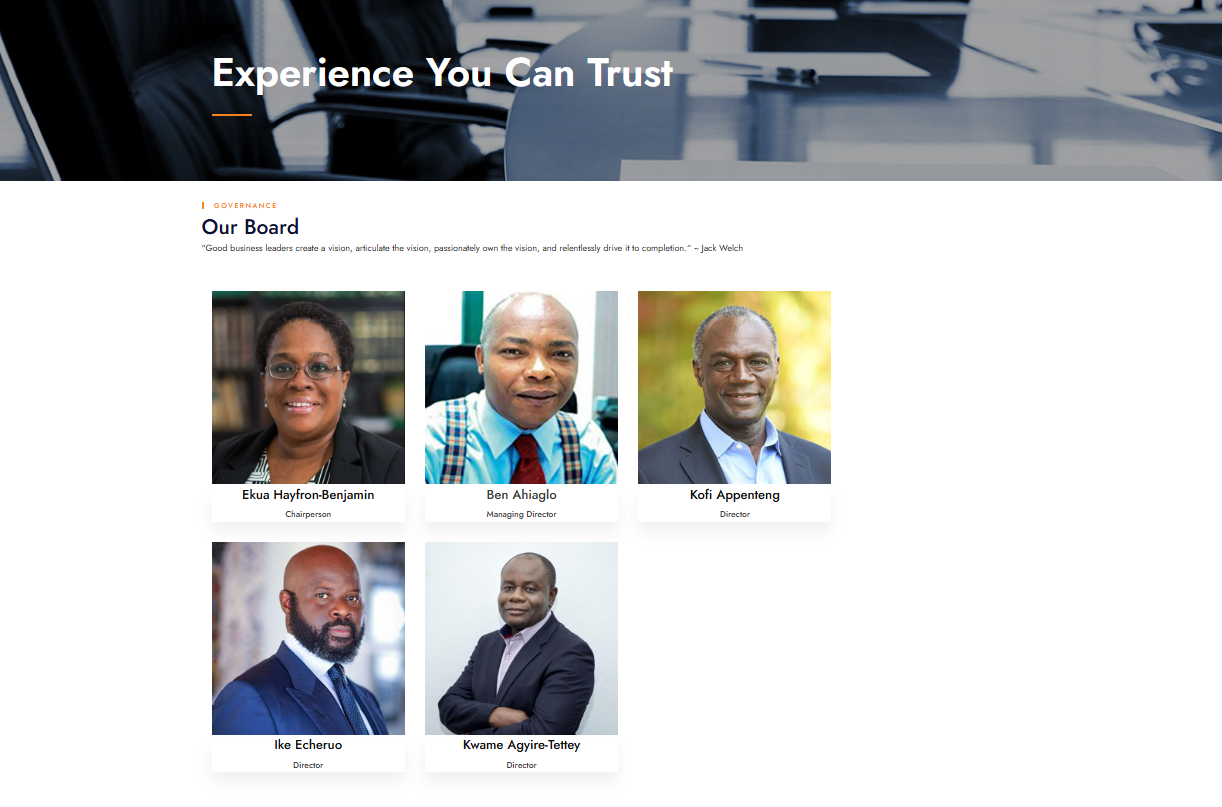 Experience You Can Trust
GOVERNANCE
Our Board
"Good business leaders create a vision, articulate the vision, passionately own the vision, and relentlessly drive it to completion." ~ Jack Welch
Ekua Hayfron-Benjamin
Chairperson
Ben Ahiaglo
Managing Director
Kofi Appenteng
Director
Ike Echeruo
Director
Kwame Agyire-Tettey
Director